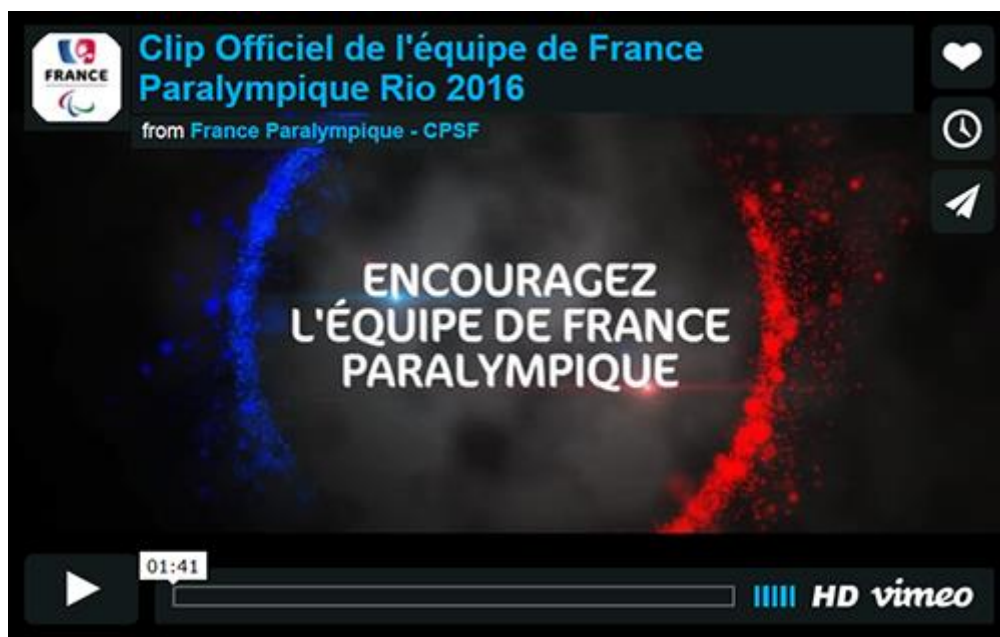 FRANCE
Clip Officiel de l'équipe de France
Paralympique Rio 2016
from France Paralympique - CPSF
ENCOURAGEZ
L'ÉQUIPE DE FRANCE
PARALYMPIQUE
01:41
HD vimeo